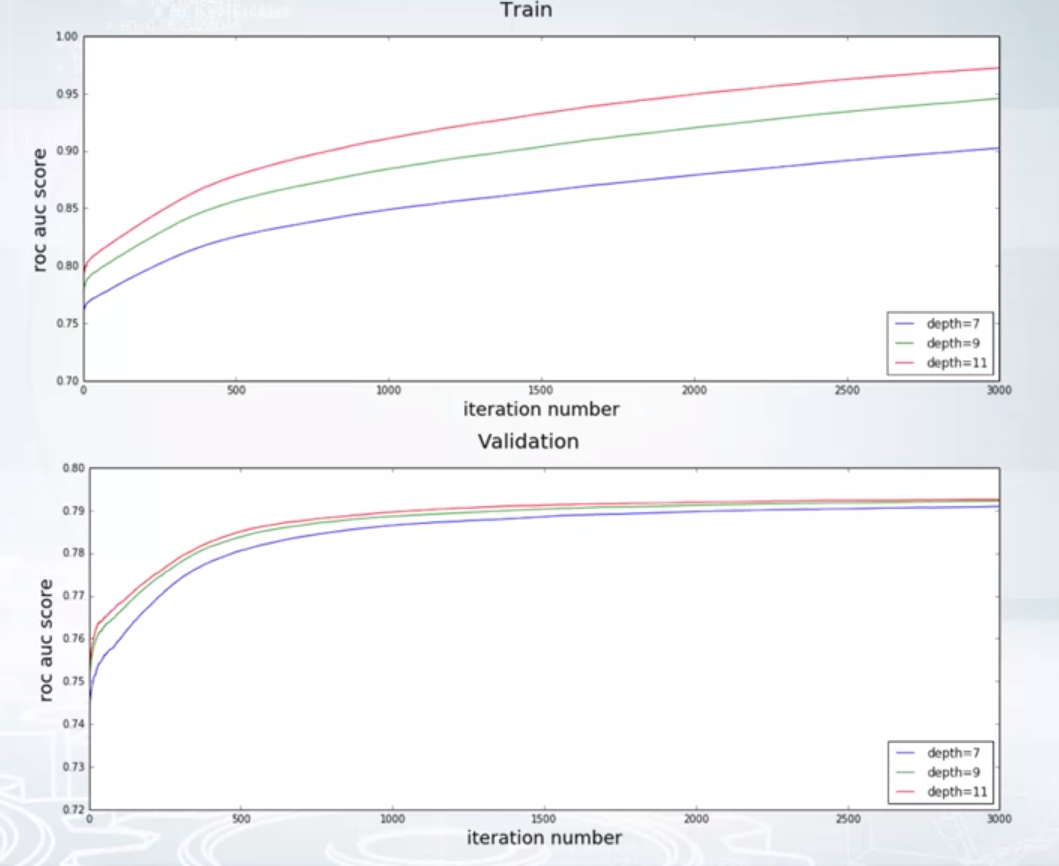 Train
1.00
0.95
0.90
0.85
0.80
0.75
0.70
roc auc score
depth=7
depth=9
depth=11
0 500 1000 1500 2000 2500 3000
iteration number
Validation
0.80
0.79
0.78
0.77
0.76
0.75
0.74
0.73
0.72
roc auc score
depth=7
depth=9
depth=11
0 500 1000 1500 2000 2500 3000
iteration number